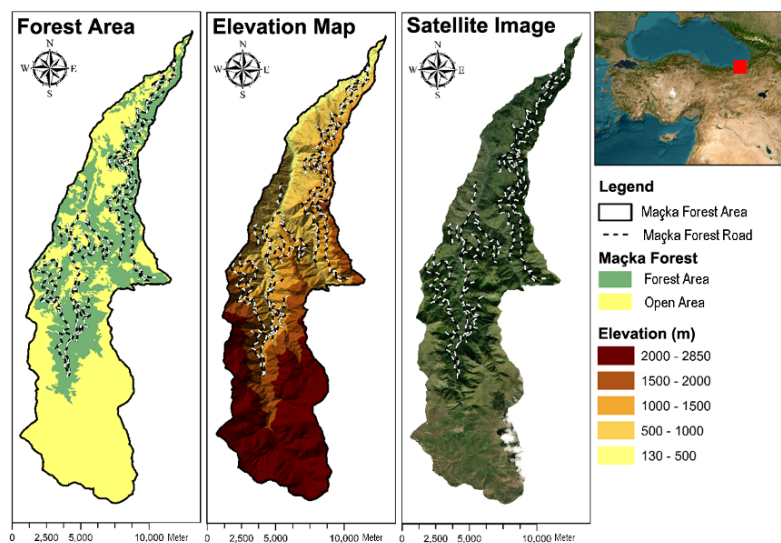 Forest Area
N
W E
S
Elevation Map
N
W E
S
Satellite Image
N
W E
S
Legend
Maçka Forest Area
Maçka Forest Road
Maçka Forest
Forest Area
Open Area
Elevation (m)
2000 - 2850
1500 - 2000
1000 - 1500
500 - 1000
130 - 500
0 2,500 5,000 10,000 Meter
0 2,500 5,000 10,000 Meter
0 2,500 5,000 10,000 Meter